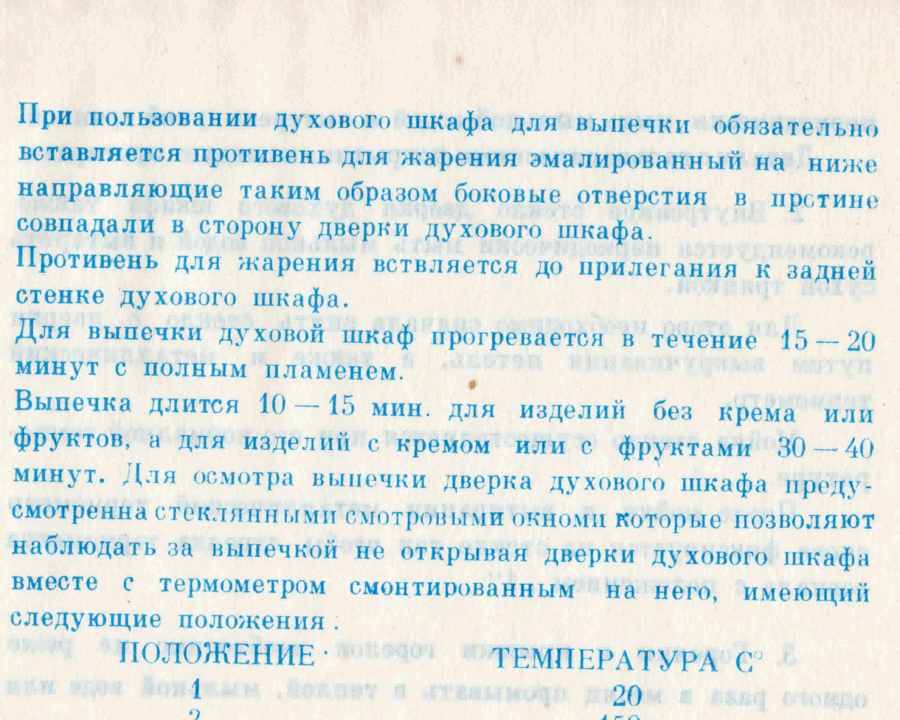 При пользовании духового шкафа для выпечки обязательно
вставляется противень для жарения эмалированный на ниже
направляющие таким образом боковые отверстия в прстине
совпадали в сторону дверки духового шкафа.
Противень для жарения вствляется до прилегания к задней
стенке духового шкафа.
Для выпечки духовой шкаф прогревается в течение 15—20
минут с полным пламенем.
Выпечка длится 10—15 мин. для изделий без крема или
фруктов, а для изделий с кремом или с фруктами 30—40
минут. Для осмотра выпечки дверка духового шкафа преду-
смотренна стеклянными смотровыми окноми которые позволяют
наблюдать за выпечкой не открывая дверки духового шкафа
вместе с термометром смонтированным на него, имеющий
следующие положения :
ПОЛОЖЕНИЕ ТЕМПЕРАТУРА С°
1 20
2